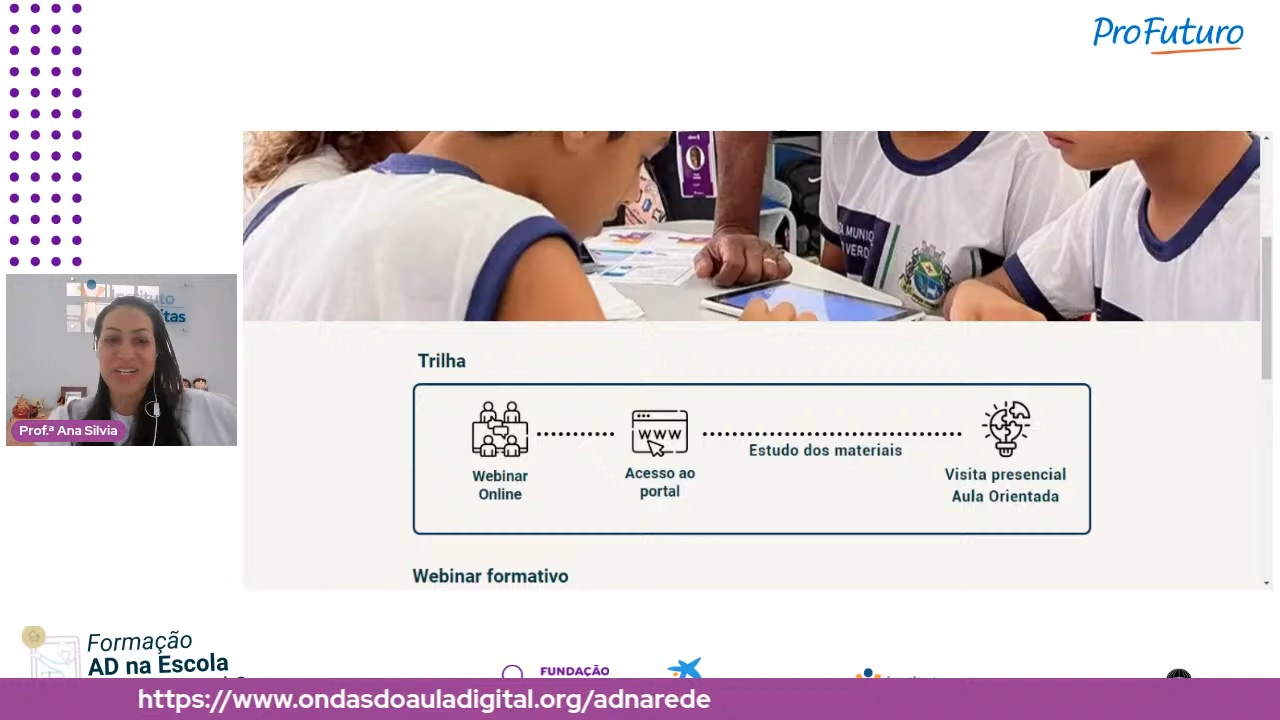 ProFuturo
Instituto
Prof.ª Ana Silvia
Trilha
Webinar
Online
WWW
Acesso ao
portal
Estudo dos materiais
Visita presencial
Aula Orientada
Webinar formativo
Formação
AD na Escola
FUNDAÇÃO
https://www.ondasdoauladigital.org/adnarede